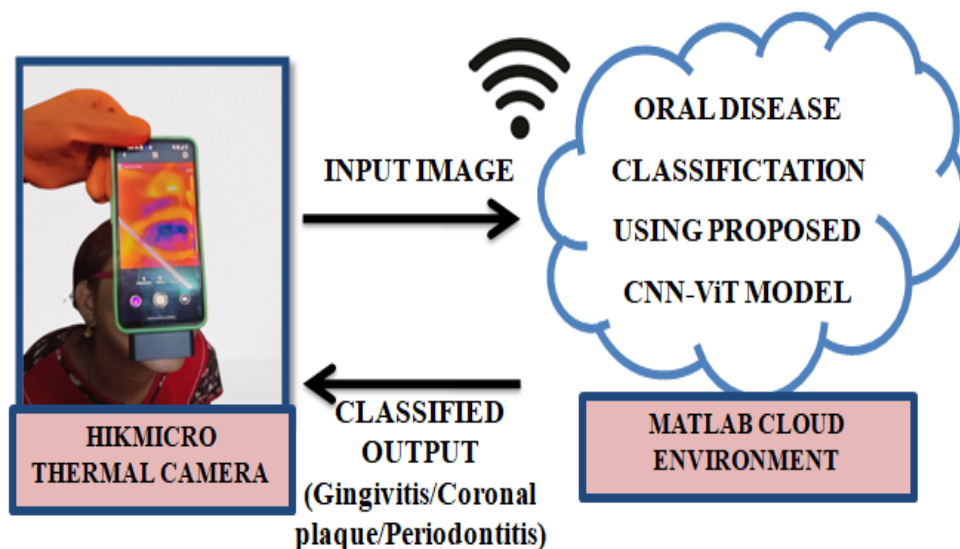 INPUT IMAGE
ORAL DISEASE
CLASSIFICTATION
USING PROPOSED
CNN-ViT MODEL
HIKMICRO
THERMAL CAMERA
CLASSIFIED
OUTPUT
(Gingivitis/Coronal
plaque/Periodontitis)
MATLAB CLOUD
ENVIRONMENT